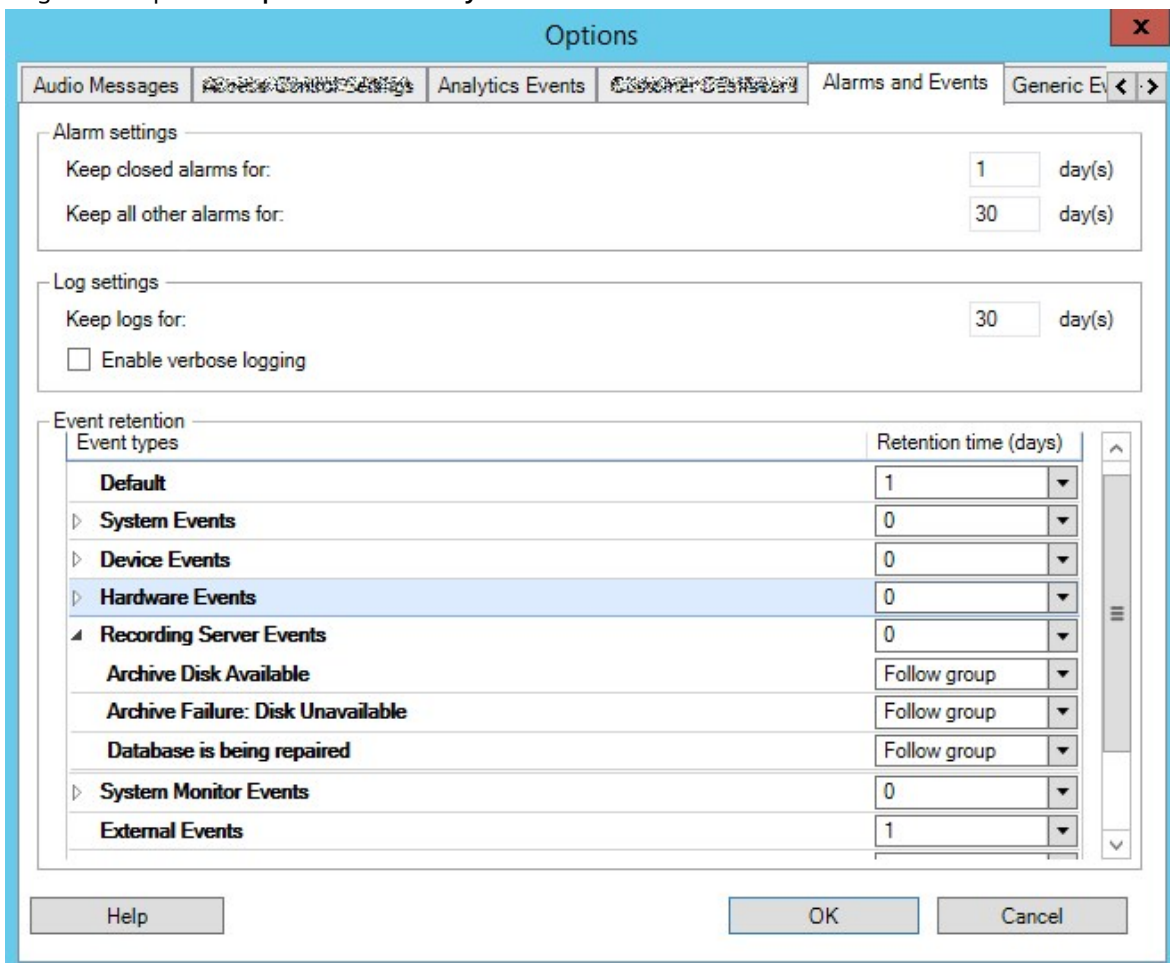 Options
x
Audio Messages
Analytics Events
Alarms and Events
Generic Ev
Alarm settings
Keep closed alarms for: 1 day(s)
Keep all other alarms for: 30 day(s)
Log settings
Keep logs for: 30 day(s)
Enable verbose logging
Event retention
Event types Retention time (days)
Default 1
System Events 0
Device Events 0
Hardware Events 0
Recording Server Events 0
Archive Disk Available Follow group
Archive Failure: Disk Unavailable Follow group
Database is being repaired Follow group
System Monitor Events 0
External Events 1
Help OK Cancel